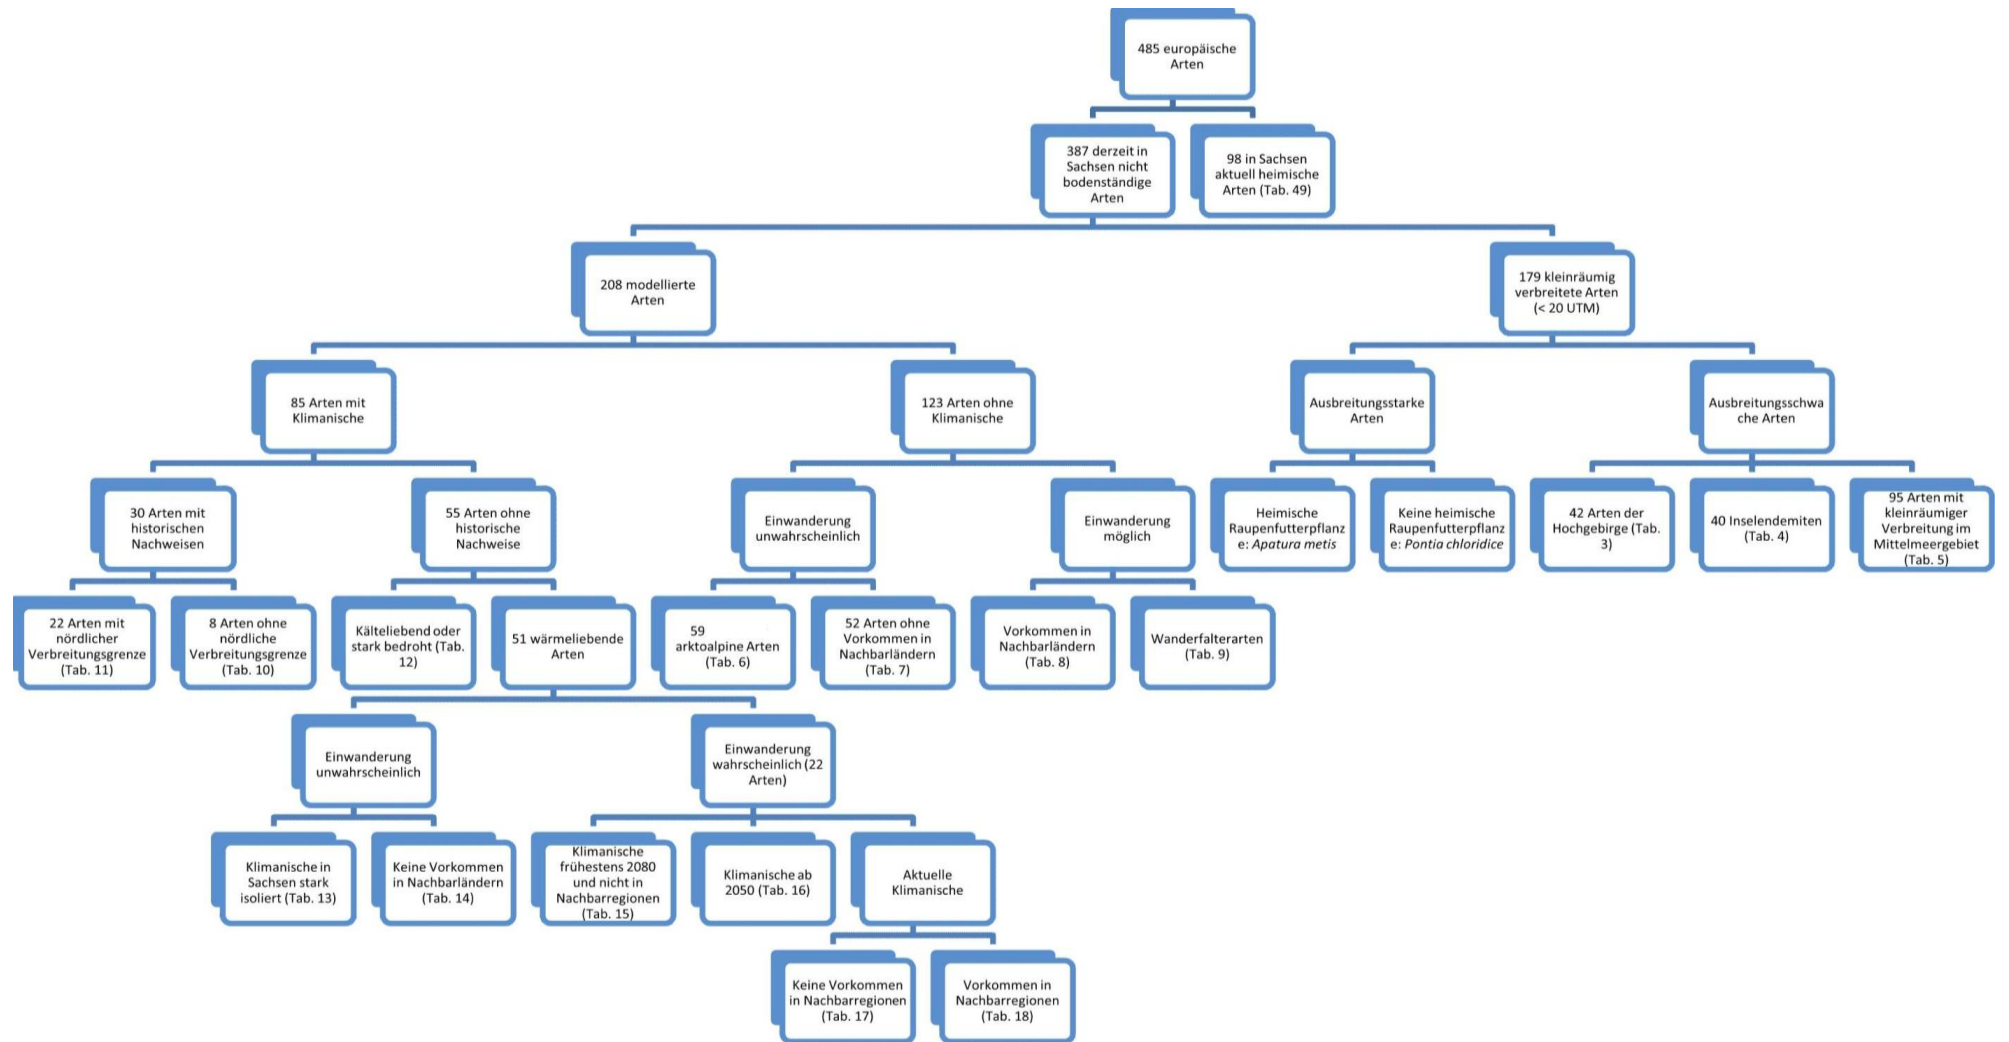 485 europäische
Arten
387 derzeit in
Sachsen nicht
bodenständige
Arten
98 in Sachsen
aktuell heimische
Arten (Tab. 49)
208 modellierte
Arten
179 kleinräumig
verbreitete Arten
(< 20 UTM)
85 Arten mit
Klimanische
123 Arten ohne
Klimanische
Ausbreitungsstarke
Arten
Ausbreitungsschwa
che Arten
30 Arten mit
historischen
Nachweisen
55 Arten ohne
historische
Nachweise
Einwanderung
unwahrscheinlich
Einwanderung
möglich
Heimische
Raupenfutterpflanz
e: Apatura metis
Keine heimische
Raupenfutterpflanz
e: Pontia chloridice
42 Arten der
Hochgebirge (Tab.
3)
40 Inselendemiten
(Tab. 4)
95 Arten mit
kleinräumiger
Verbreitung im
Mittelmeergebiet
(Tab. 5)
22 Arten mit
nördlicher
Verbreitungsgrenze
(Tab. 11)
8 Arten ohne
nördliche
Verbreitungsgrenze
(Tab. 10)
Kälteliebend oder
stark bedroht (Tab.
12)
51 wärmeliebende
Arten
59
arktoalpine Arten
(Tab. 6)
52 Arten ohne
Vorkommen in
Nachbarländern
(Tab. 7)
Vorkommen in
Nachbarländern
(Tab. 8)
Wanderfalterarten
(Tab. 9)
Einwanderung
unwahrscheinlich
Einwanderung
wahrscheinlich (22
Arten)
Klimanische in
Sachsen stark
isoliert (Tab. 13)
Keine Vorkommen
in Nachbarländern
(Tab. 14)
Klimanische
frühestens 2080
und nicht in
Nachbarregionen
(Tab. 15)
Klimanische ab
2050 (Tab. 16)
Aktuelle
Klimanische
Keine Vorkommen
in Nachbarregionen
(Tab. 17)
Vorkommen in
Nachbarregionen
(Tab. 18)